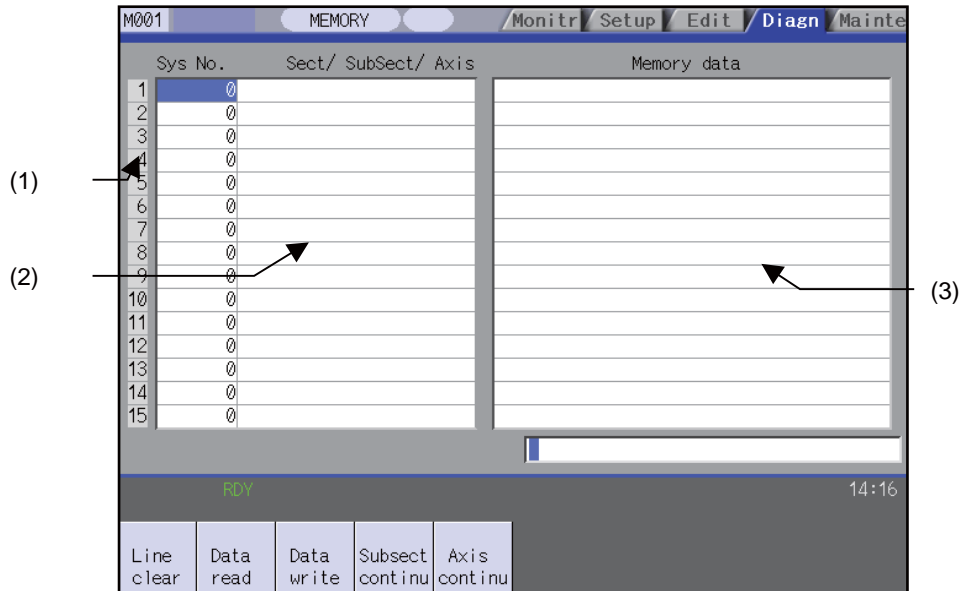 M001 MEMORY Monitr Setup Edit Diagn Mainte
Sys No. Sect/ SubSect/ Axis Memory data
1 0
2 0
3 0
(1)
4 0
5 0
6 0
7 0
8 0
(2)
9 0
(3)
10 0
11 0
12 0
13 0
14 0
15 0
RDY 14:16
Line clear
Data read
Data write
Subsect continu
Axis continu